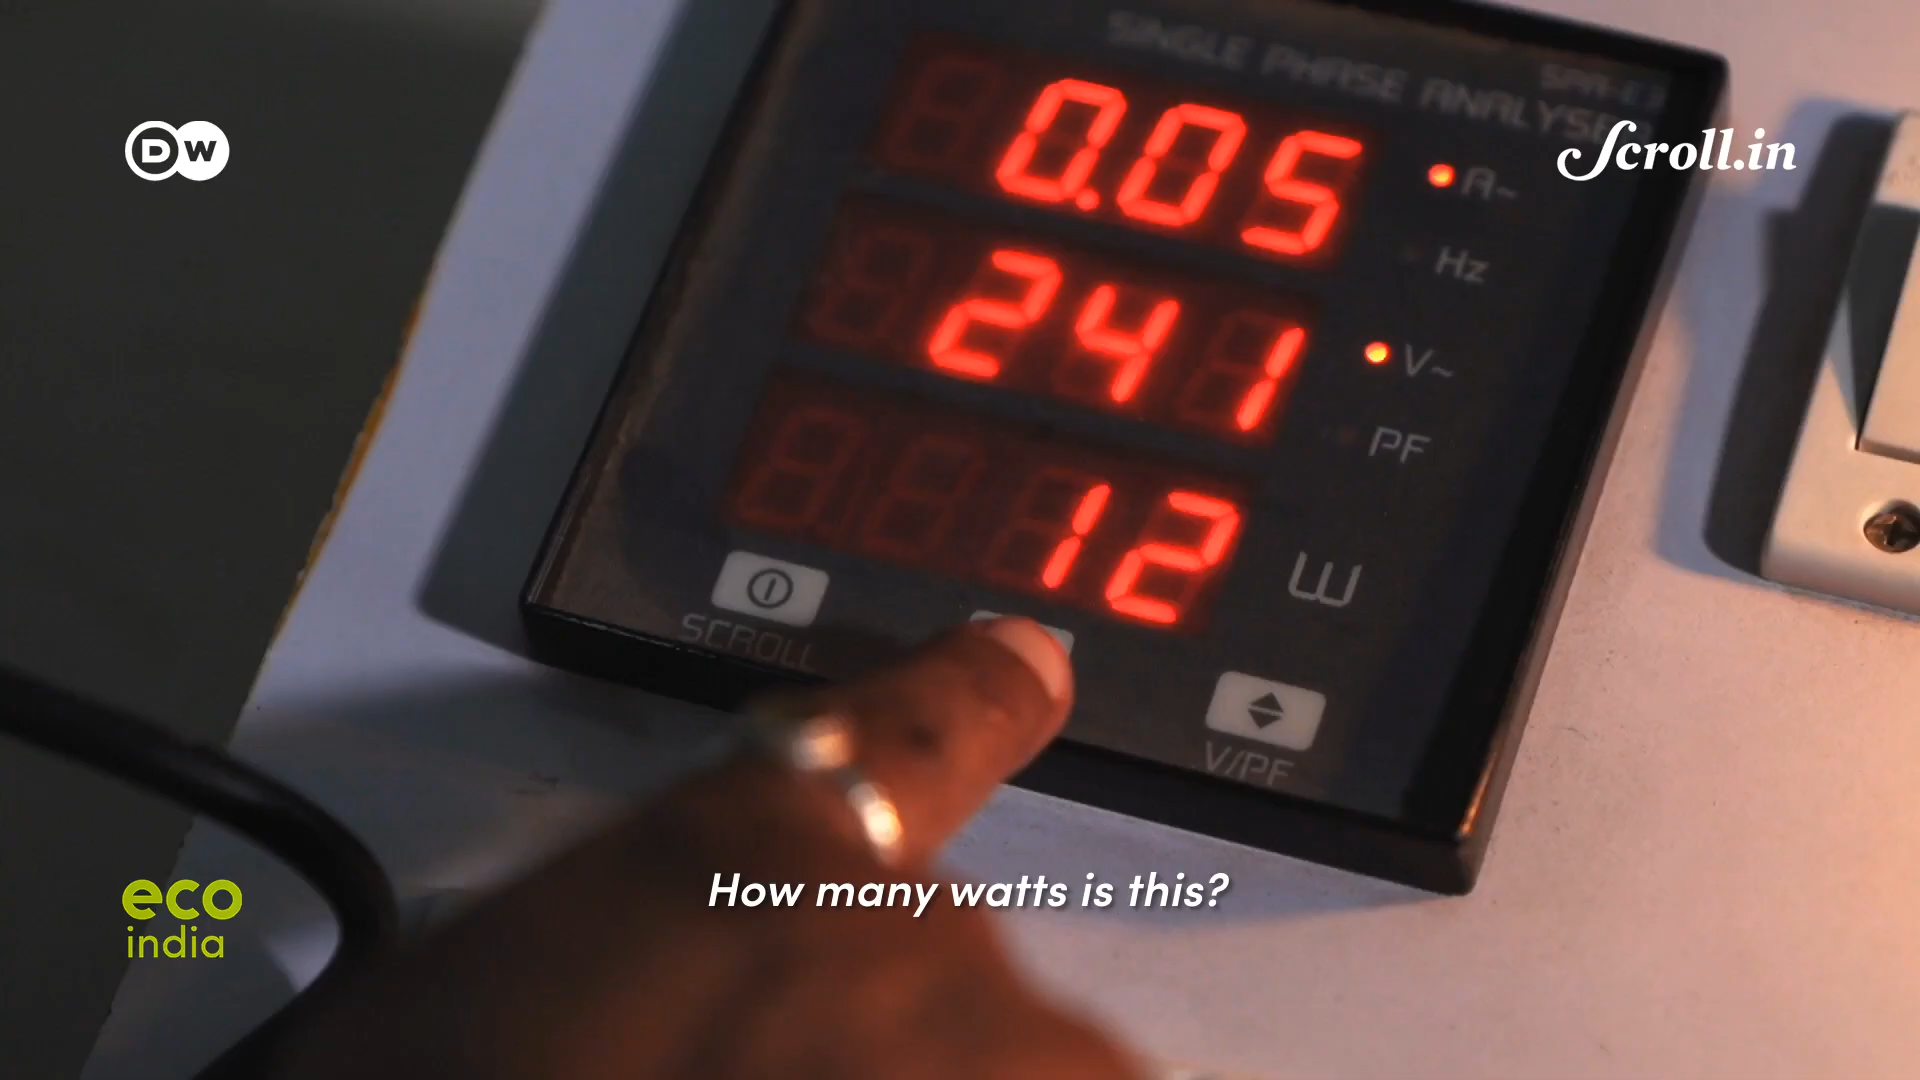 SINGLE PHASE ANALYSER
DW
Scroll.in
0.05
A~
Hz
241
V~
PF
12
W
SCROLL
V/PF
How many watts is this?
eco
india